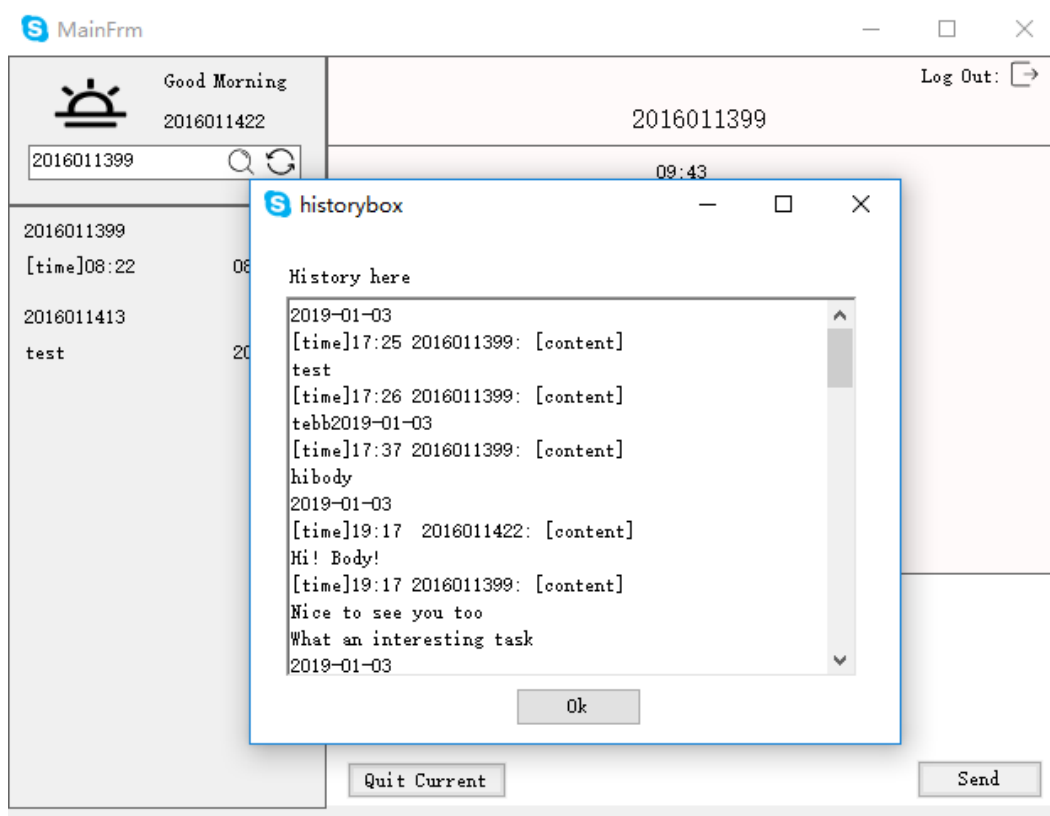 MainFrm
Good Morning
2016011422
2016011399
Log Out:
2016011399
09:43
2016011399
[time]08:22 08
2016011413
test 20
historybox
History here
2019-01-03
[time]17:25 2016011399: [content]
test
[time]17:26 2016011399: [content]
tebb2019-01-03
[time]17:37 2016011399: [content]
hibody
2019-01-03
[time]19:17  2016011422: [content]
Hi! Body!
[time]19:17 2016011399: [content]
Nice to see you too
What an interesting task
2019-01-03
Ok
Quit Current
Send